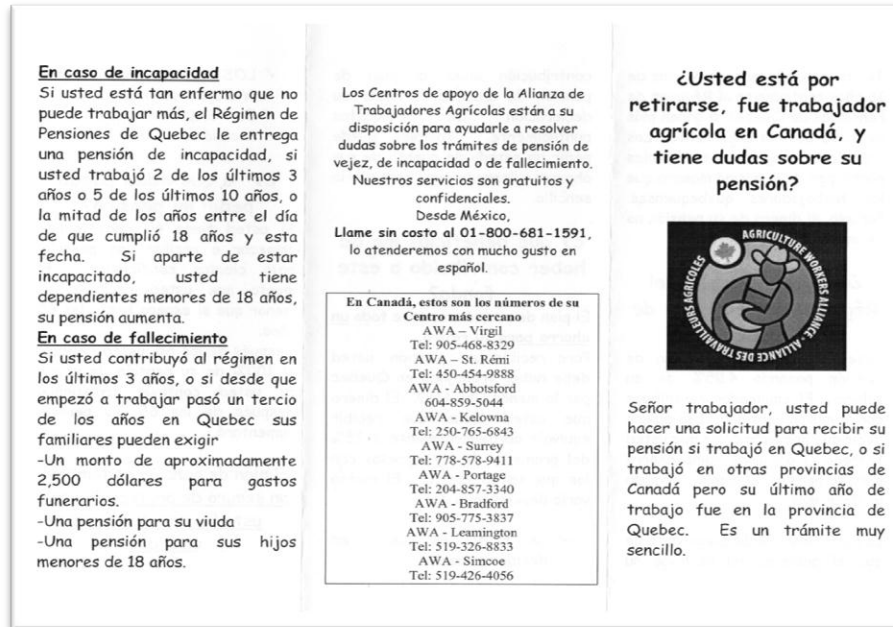 En caso de incapacidad
Si usted está tan enfermo que no
puede trabajar más, el Régimen de
Pensiones de Quebec le entrega
una pensión de incapacidad, si
usted trabajó 2 de los últimos 3
años o 5 de los últimos 10 años, o
la mitad de los años entre el día
de que cumplió 18 años y esta
fecha. Si aparte de estar
incapacitado, usted tiene
dependientes menores de 18 años,
su pensión aumenta.
En caso de fallecimiento
Si usted contribuyó al régimen en
los últimos 3 años, o si desde que
empezó a trabajar pasó un tercio
de los años en Quebec sus
familiares pueden exigir
-Un monto de aproximadamente
2,500 dólares para gastos
funerarios.
-Una pensión para su viuda
-Una pensión para sus hijos
menores de 18 años.
Los Centros de apoyo de la Alianza de
Trabajadores Agrícolas están a su
disposición para ayudarle a resolver
dudas sobre los trámites de pensión de
vejez, de incapacidad o de fallecimiento.
Nuestros servicios son gratuitos y
confidenciales.
Desde México,
Llame sin costo al 01-800-681-1591,
lo atenderemos con mucho gusto en
español.
En Canadá, estos son los números de su
Centro más cercano
AWA – Virgil
Tel: 905-468-8329
AWA – St. Rémi
Tel: 450-454-9888
AWA - Abbotsford
604-859-5044
AWA - Kelowna
Tel: 250-765-6843
AWA - Surrey
Tel: 778-578-9411
AWA - Portage
Tel: 204-857-3340
AWA - Bradford
Tel: 905-775-3837
AWA - Leamington
Tel: 519-326-8833
AWA - Simcoe
Tel: 519-426-4056
¿Usted está por
retirarse, fue trabajador
agrícola en Canadá, y
tiene dudas sobre su
pensión?
AGRICULTURE WORKERS ALLIANCE - ALLIANCE DES TRAVAILLEURS AGRICOLES
Señor trabajador, usted puede
hacer una solicitud para recibir su
pensión si trabajó en Quebec, o si
trabajó en otras provincias de
Canadá pero su último año de
trabajo fue en la provincia de
Quebec. Es un trámite muy
sencillo.